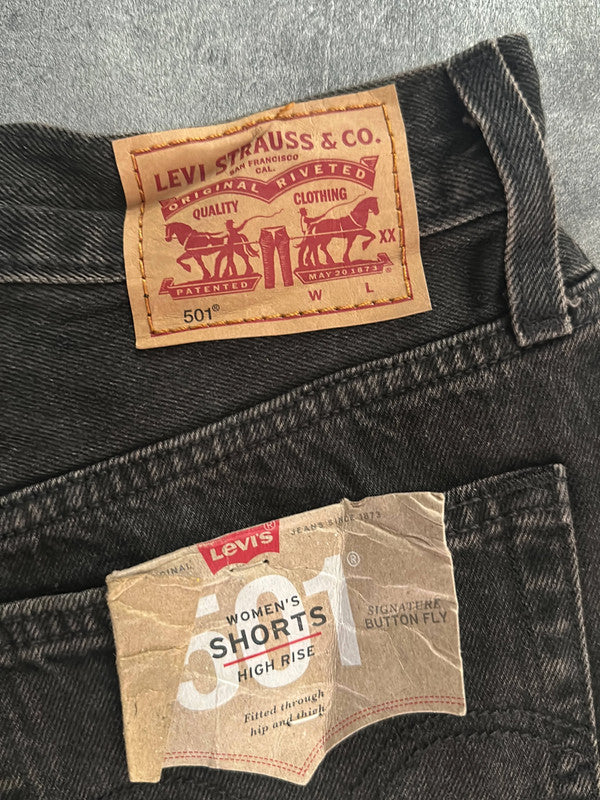 LEVI STRAUSS & CO.
SAN FRANCISCO
CAL.
ORIGINAL RIVETED
QUALITY CLOTHING
XX
PATENTED MAY 20 1873
W L
501®
JEANS SINCE 1873
Levi's®
501®
WOMEN'S
SHORTS
HIGH RISE
SIGNATURE
BUTTON FLY
Fitted through
hip and thigh